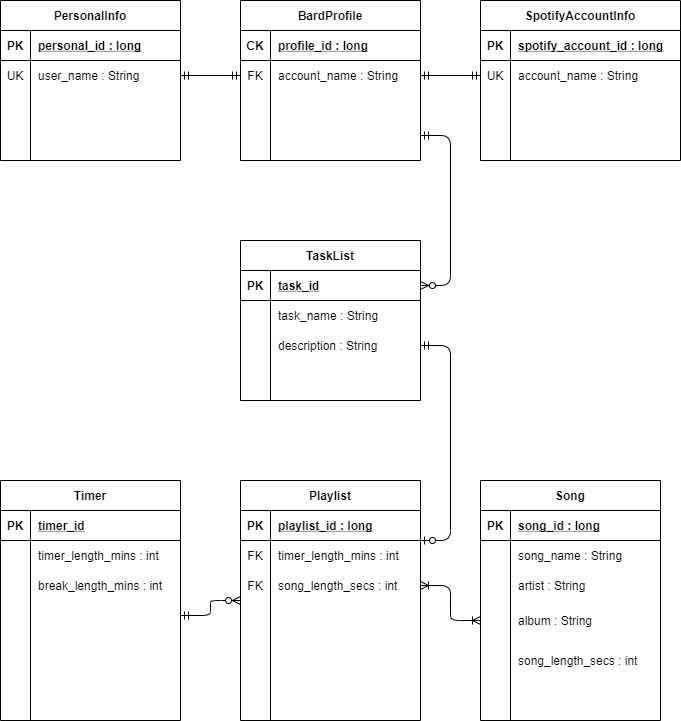 PersonalInfo
PK personal_id : long
UK user_name : String
BardProfile
CK profile_id : long
FK account_name : String
SpotifyAccountInfo
PK spotify_account_id : long
UK account_name : String
TaskList
PK task_id
task_name : String
description : String
Timer
PK timer_id
timer_length_mins : int
break_length_mins : int
Playlist
PK playlist_id : long
FK timer_length_mins : int
FK song_length_secs : int
Song
PK song_id : long
song_name : String
artist : String
album : String
song_length_secs : int